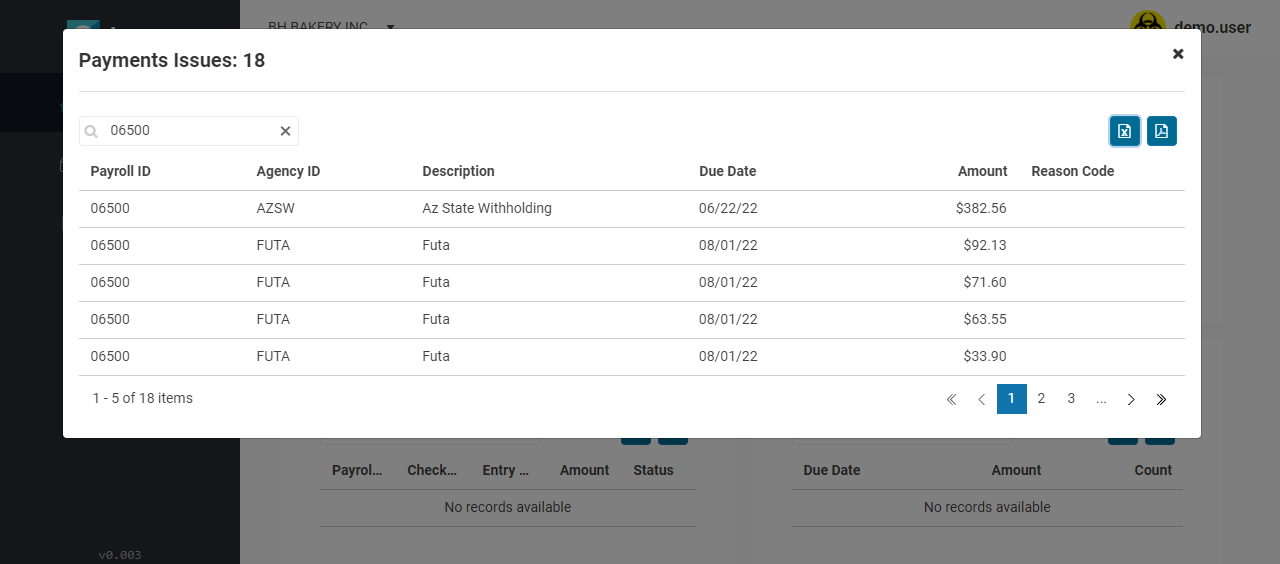 BH BAKERY INC
demo.user
Payments Issues: 18
06500
Payroll ID Agency ID Description Due Date Amount Reason Code
06500 AZSW Az State Withholding 06/22/22 $382.56
06500 FUTA Futa 08/01/22 $92.13
06500 FUTA Futa 08/01/22 $71.60
06500 FUTA Futa 08/01/22 $63.55
06500 FUTA Futa 08/01/22 $33.90
1 - 5 of 18 items 1 2 3 ...
Payrol... Check... Entry ... Amount Status Due Date Amount Count
No records available No records available
v0.003